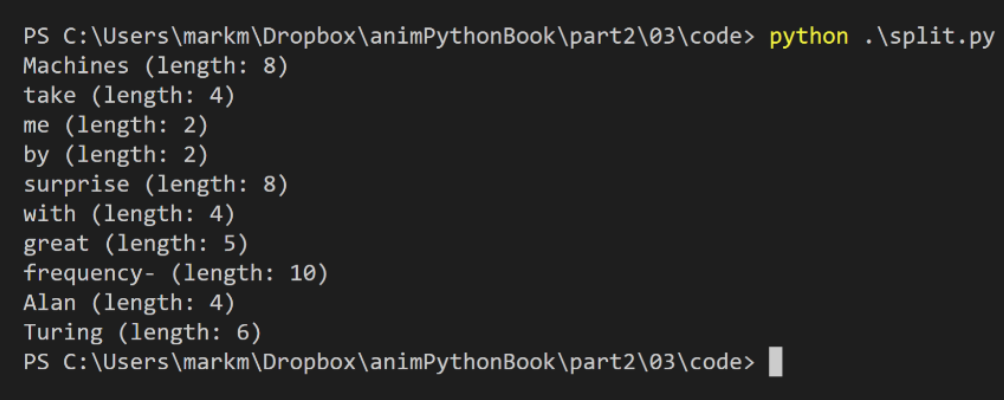 PS C:\Users\markm\Dropbox\animPythonBook\part2\03\code> python .\split.py
Machines (length: 8)
take (length: 4)
me (length: 2)
by (length: 2)
surprise (length: 8)
with (length: 4)
great (length: 5)
frequency- (length: 10)
Alan (length: 4)
Turing (length: 6)
PS C:\Users\markm\Dropbox\animPythonBook\part2\03\code>